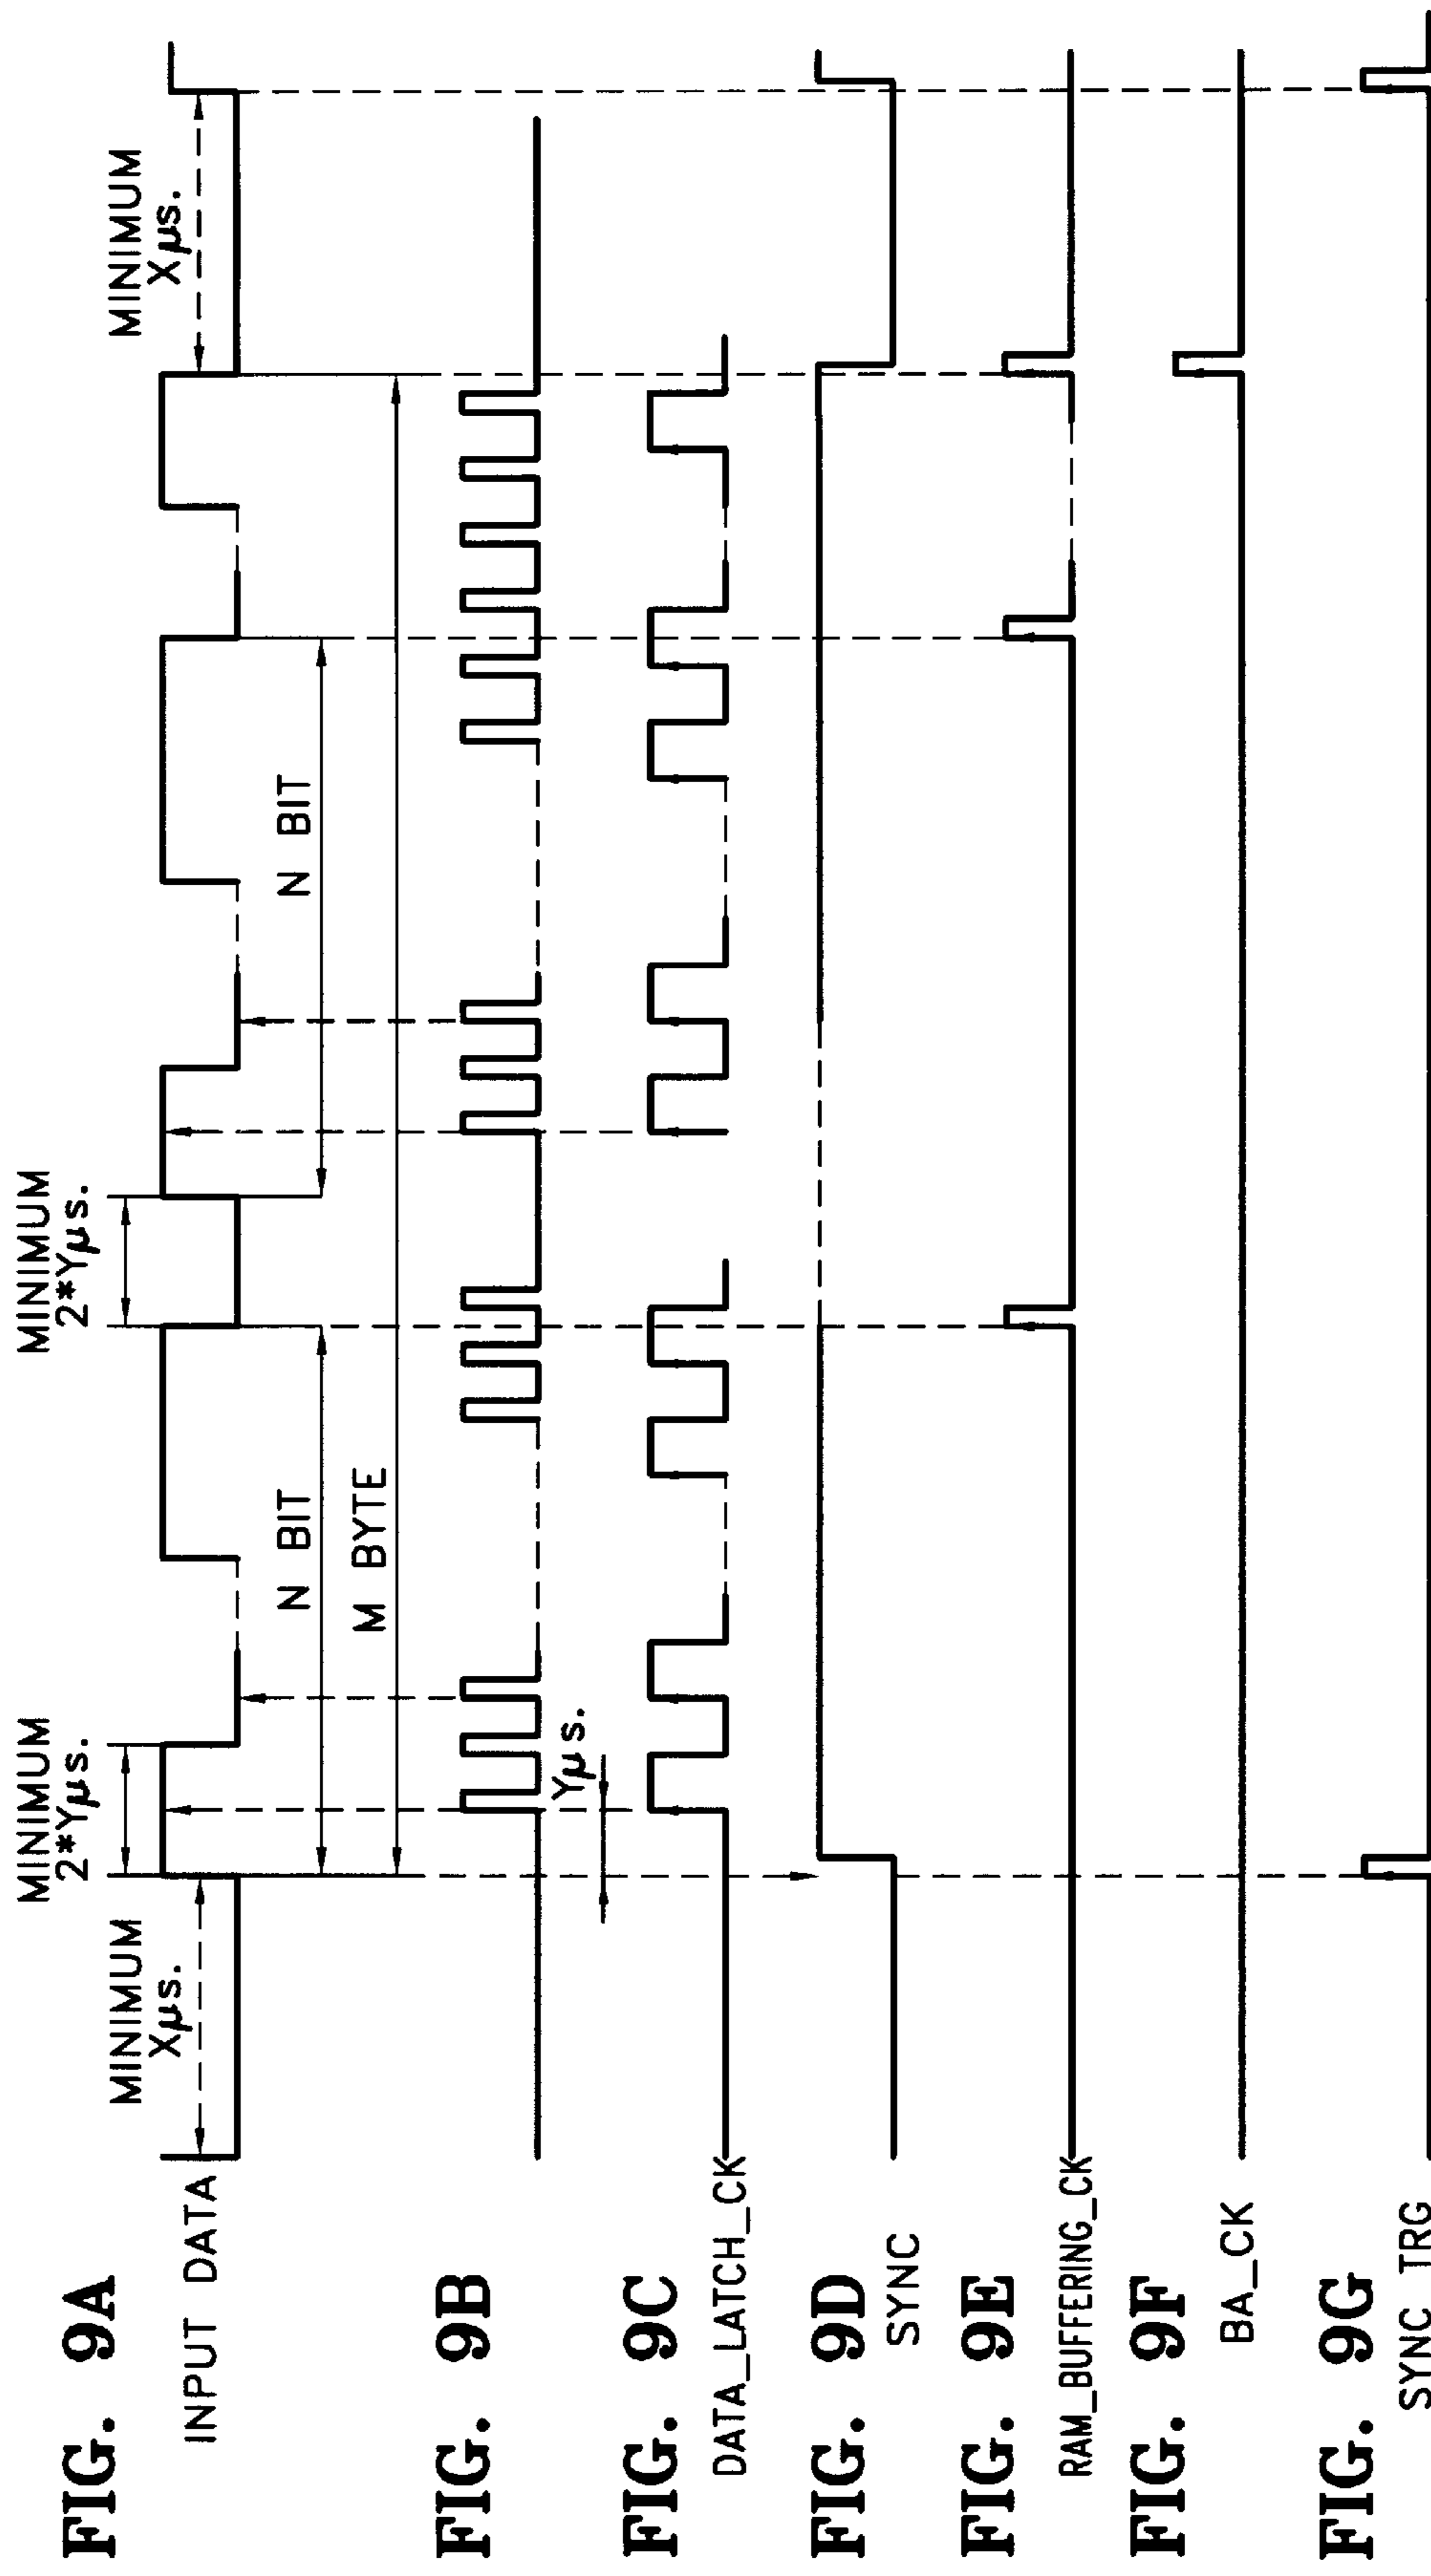 FIG. 9A
INPUT DATA
MINIMUM
Xµs.
MINIMUM
2*Yµs.
MINIMUM
2*Yµs.
MINIMUM
Xµs.
N BIT
N BIT
M BYTE
FIG. 9B
Yµs.
FIG. 9C
DATA_LATCH_CK
FIG. 9D
SYNC
FIG. 9E
RAM_BUFFERING_CK
FIG. 9F
BA_CK
FIG. 9G
SYNC_TRG